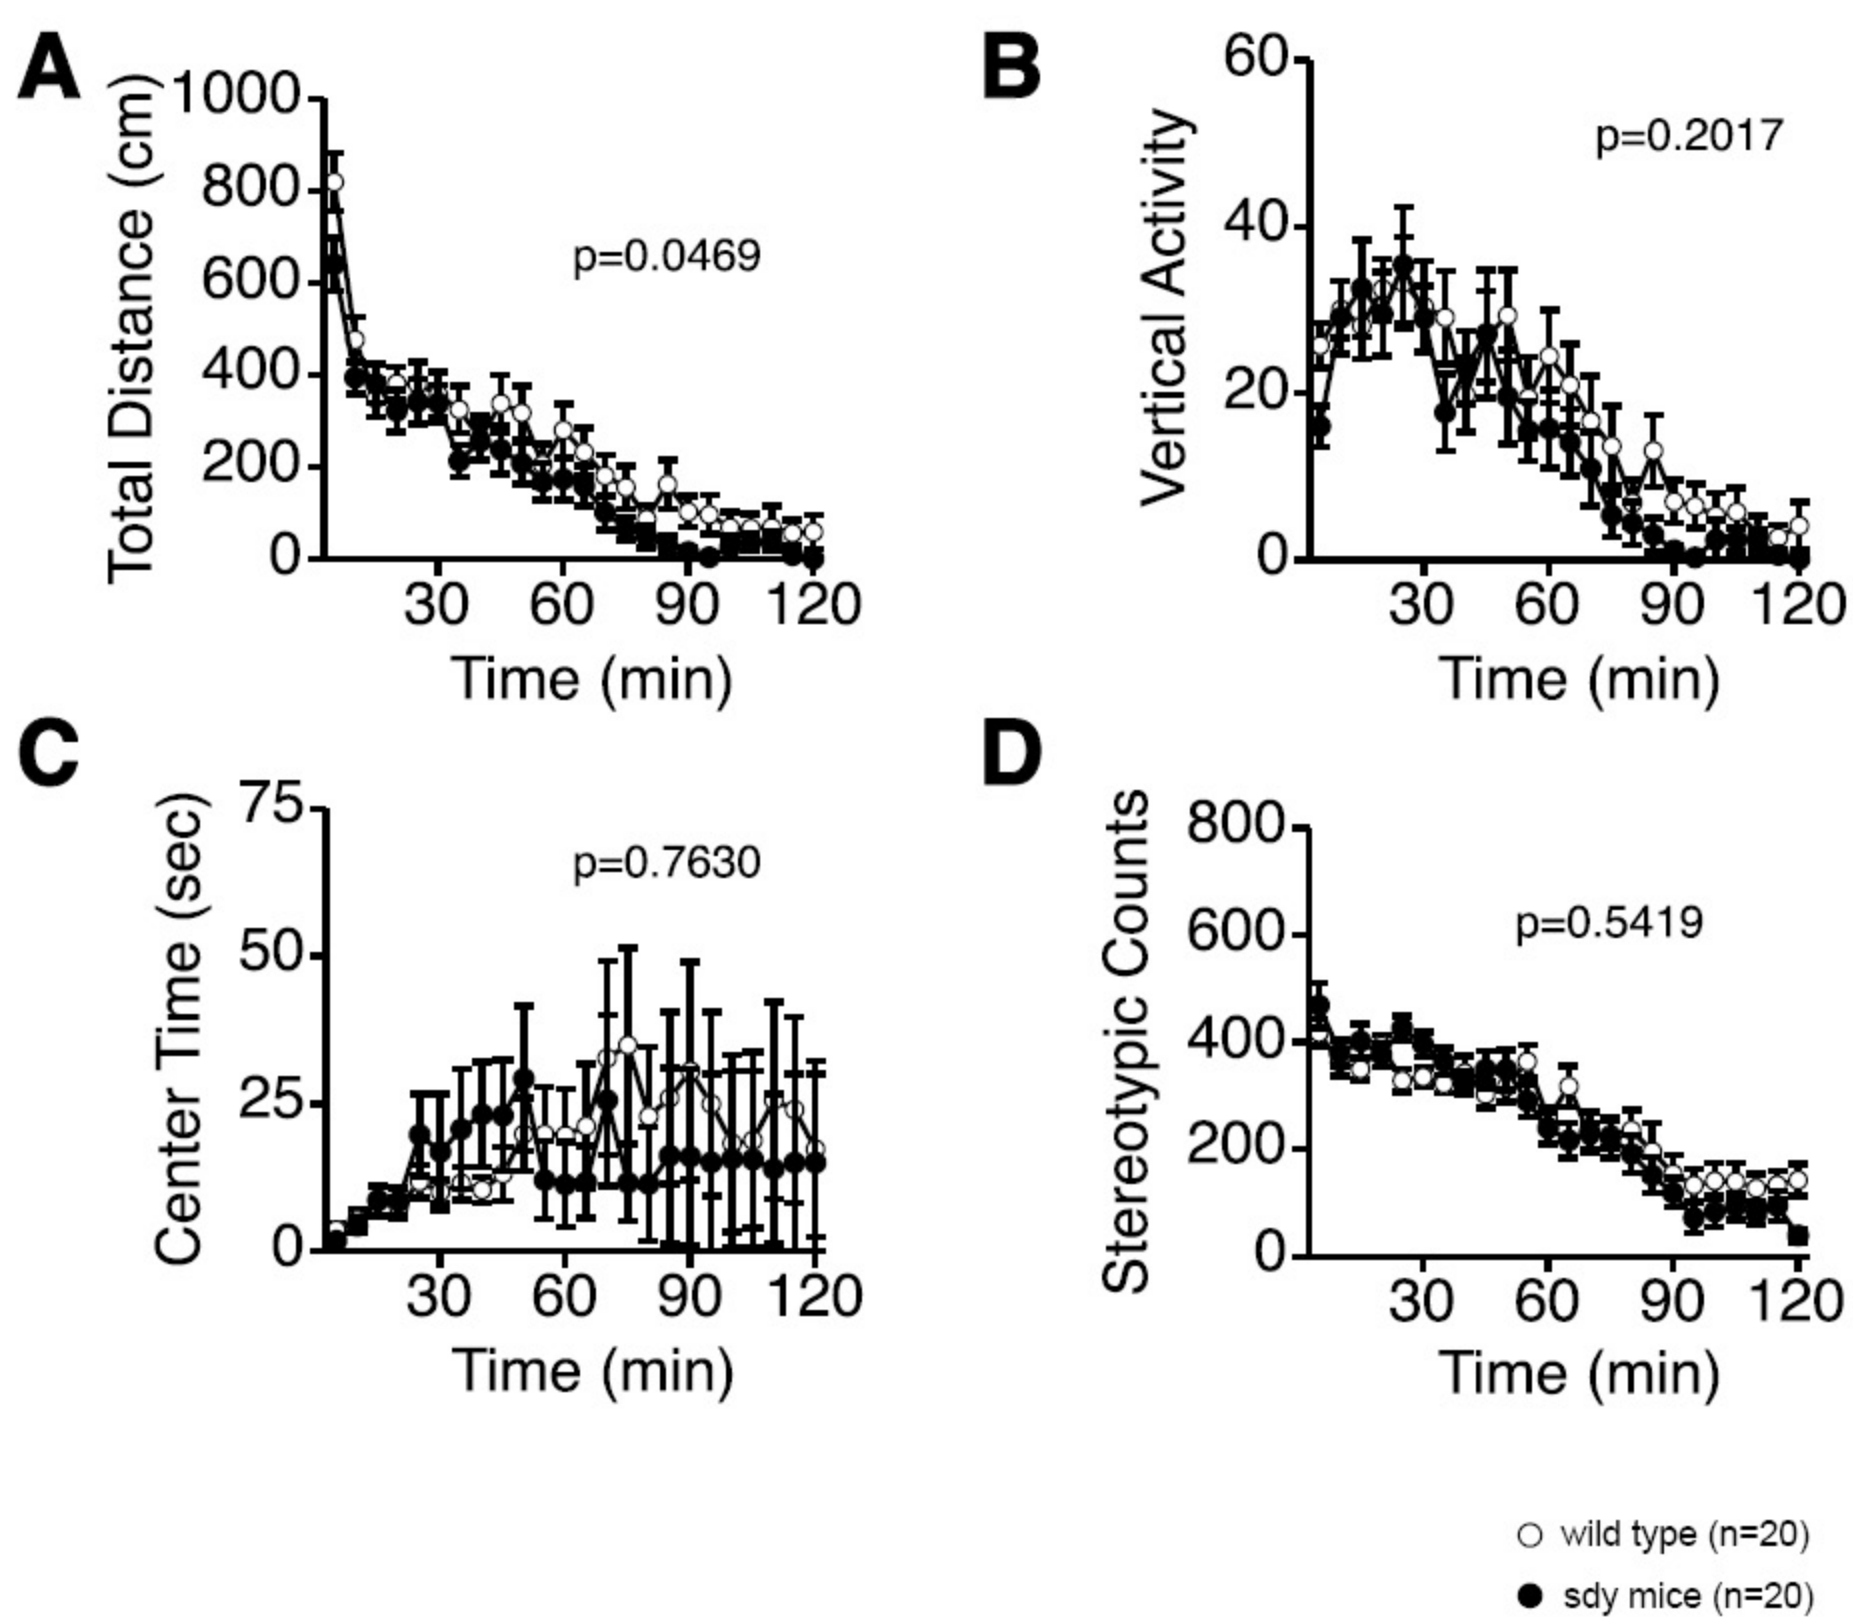 A
Total Distance (cm)
1000
800
600
400
200
0
p=0.0469
30 60 90 120
Time (min)
B
Vertical Activity
60
40
20
0
p=0.2017
30 60 90 120
Time (min)
C
Center Time (sec)
75
50
25
0
p=0.7630
30 60 90 120
Time (min)
D
Stereotypic Counts
800
600
400
200
0
p=0.5419
30 60 90 120
Time (min)
wild type (n=20)
sdy mice (n=20)